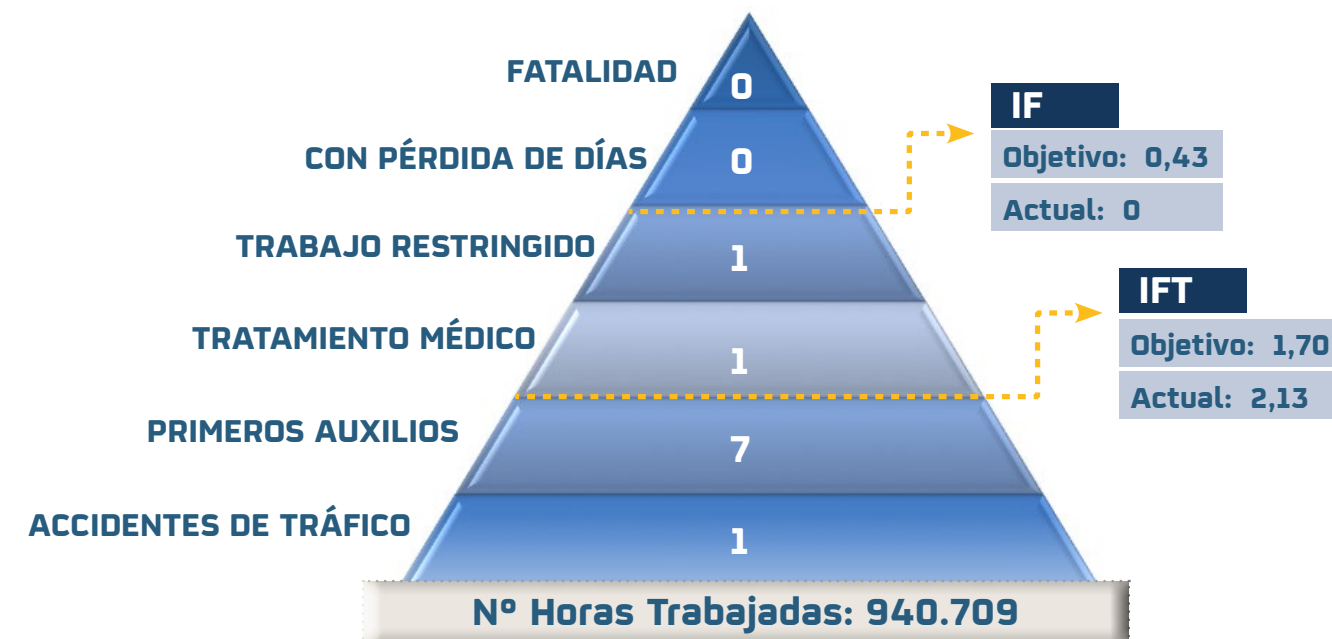 FATALIDAD
0
CON PÉRDIDA DE DÍAS
0
TRABAJO RESTRINGIDO
1
TRATAMIENTO MÉDICO
1
PRIMEROS AUXILIOS
7
ACCIDENTES DE TRÁFICO
1
Nº Horas Trabajadas: 940.709
IF
Objetivo: 0,43
Actual: 0
IFT
Objetivo: 1,70
Actual: 2,13